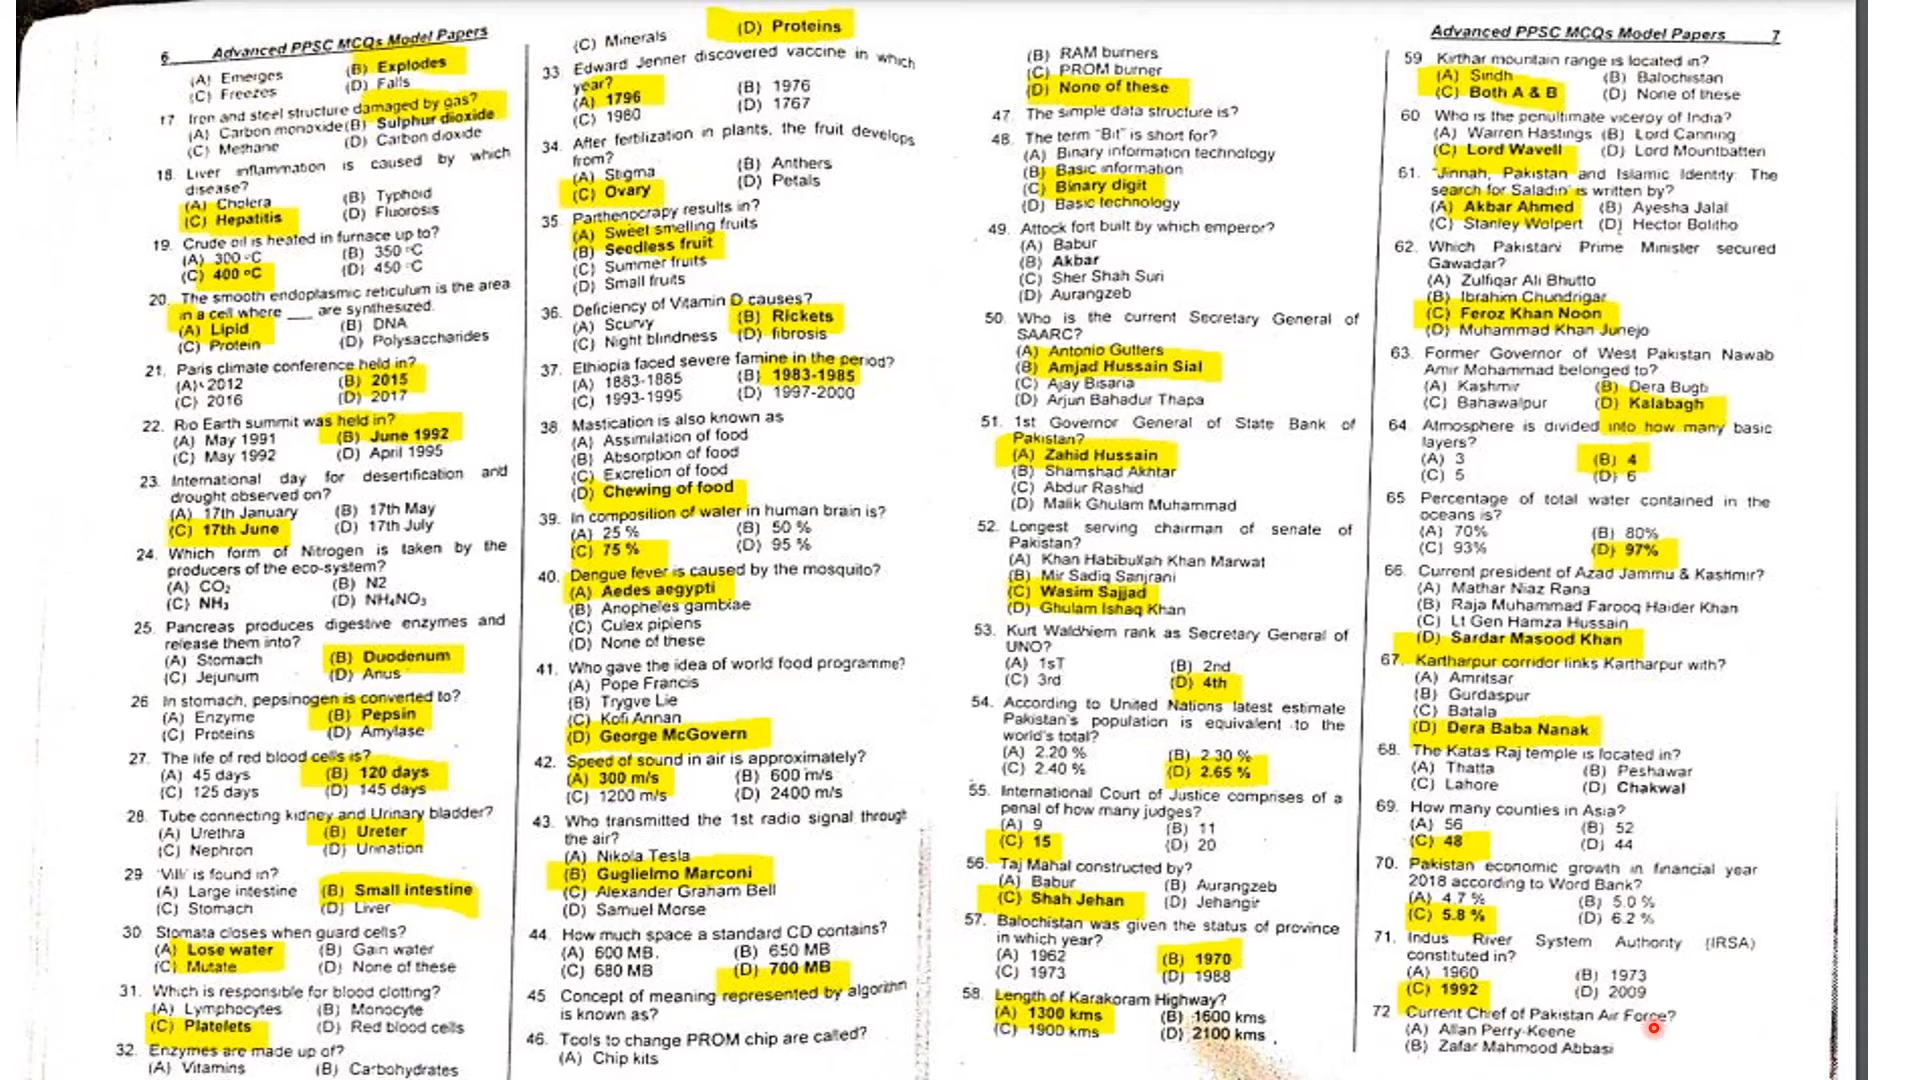 6 Advanced PPSC MCQs Model Papers
(A) Emerges (B) Explodes
(C) Freezes (D) Falls
17. Iron and steel structure damaged by gas?
(A) Carbon monoxide (B) Sulphur dioxide
(C) Methane (D) Carbon dioxide
18. Liver inflammation is caused by which
disease?
(A) Cholera (B) Typhoid
(C) Hepatitis (D) Fluorosis
19. Crude oil is heated in furnace up to?
(A) 300 °C (B) 350 °C
(C) 400 °C (D) 450 °C
20. The smooth endoplasmic reticulum is the area
in a cell where ___ are synthesized.
(A) Lipid (B) DNA
(C) Protein (D) Polysaccharides
21. Paris climate conference held in?
(A) 2012 (B) 2015
(C) 2016 (D) 2017
22. Rio Earth summit was held in?
(A) May 1991 (B) June 1992
(C) May 1992 (D) April 1995
23. International day for desertification and
drought observed on?
(A) 17th January (B) 17th May
(C) 17th June (D) 17th July
24. Which form of Nitrogen is taken by the
producers of the eco-system?
(A) CO₂ (B) N2
(C) NH₃ (D) NH₄NO₃
25. Pancreas produces digestive enzymes and
release them into?
(A) Stomach (B) Duodenum
(C) Jejunum (D) Anus
26 In stomach, pepsinogen is converted to?
(A) Enzyme (B) Pepsin
(C) Proteins (D) Amylase
27. The life of red blood cells is?
(A) 45 days (B) 120 days
(C) 125 days (D) 145 days
28. Tube connecting kidney and Urinary bladder?
(A) Urethra (B) Ureter
(C) Nephron (D) Urination
29 'Villi' is found in?
(A) Large intestine (B) Small intestine
(C) Stomach (D) Liver
30. Stomata closes when guard cells?
(A) Lose water (B) Gain water
(C) Mutate (D) None of these
31. Which is responsible for blood clotting?
(A) Lymphocytes (B) Monocyte
(C) Platelets (D) Red blood cells
32. Enzymes are made up of?
(A) Vitamins (B) Carbohydrates
(C) Minerals (D) Proteins
33 Edward Jenner discovered vaccine in which
year?
(A) 1796 (B) 1976
(C) 1980 (D) 1767
34. After fertilization in plants, the fruit develops
from?
(A) Stigma (B) Anthers
(C) Ovary (D) Petals
35. Parthenocrapy results in?
(A) Sweet smelling fruits
(B) Seedless fruit
(C) Summer fruits
(D) Small fruits
36. Deficiency of Vitamin D causes?
(A) Scurvy (B) Rickets
(C) Night blindness (D) fibrosis
37. Ethiopia faced severe famine in the period?
(A) 1883-1885 (B) 1983-1985
(C) 1993-1995 (D) 1997-2000
38. Mastication is also known as
(A) Assimilation of food
(B) Absorption of food
(C) Excretion of food
(D) Chewing of food
39. In composition of water in human brain is?
(A) 25 % (B) 50 %
(C) 75 % (D) 95 %
40. Dengue fever is caused by the mosquito?
(A) Aedes aegypti
(B) Anopheles gambiae
(C) Culex pipiens
(D) None of these
41. Who gave the idea of world food programme?
(A) Pope Francis
(B) Trygve Lie
(C) Kofi Annan
(D) George McGovern
42. Speed of sound in air is approximately?
(A) 300 m/s (B) 600 m/s
(C) 1200 m/s (D) 2400 m/s
43. Who transmitted the 1st radio signal through
the air?
(A) Nikola Tesla
(B) Guglielmo Marconi
(C) Alexander Graham Bell
(D) Samuel Morse
44. How much space a standard CD contains?
(A) 600 MB. (B) 650 MB
(C) 680 MB (D) 700 MB
45 Concept of meaning represented by algorithm
is known as?
46. Tools to change PROM chip are called?
(A) Chip kits
Advanced PPSC MCQs Model Papers 7
(B) RAM burners
(C) PROM burner
(D) None of these
47. The simple data structure is?
48. The term "Bit" is short for?
(A) Binary information technology
(B) Basic information
(C) Binary digit
(D) Basic technology
49. Attock fort built by which emperor?
(A) Babur
(B) Akbar
(C) Sher Shah Suri
(D) Aurangzeb
50. Who is the current Secretary General of
SAARC?
(A) Antonio Gutters
(B) Amjad Hussain Sial
(C) Ajay Bisaria
(D) Arjun Bahadur Thapa
51. 1st Governor General of State Bank of
Pakistan?
(A) Zahid Hussain
(B) Shamshad Akhtar
(C) Abdur Rashid
(D) Malik Ghulam Muhammad
52. Longest serving chairman of senate of
Pakistan?
(A) Khan Habibullah Khan Marwat
(B) Mir Sadiq Sanjrani
(C) Wasim Sajjad
(D) Ghulam Ishaq Khan
53. Kurt Waldhiem rank as Secretary General of
UNO?
(A) 1sT (B) 2nd
(C) 3rd (D) 4th
54. According to United Nations latest estimate
Pakistan's population is equivalent to the
world's total?
(A) 2.20 % (B) 2.30 %
(C) 2.40 % (D) 2.65 %
55. International Court of Justice comprises of a
penal of how many judges?
(A) 9 (B) 11
(C) 15 (D) 20
56. Taj Mahal constructed by?
(A) Babur (B) Aurangzeb
(C) Shah Jehan (D) Jehangir
57. Balochistan was given the status of province
in which year?
(A) 1962 (B) 1970
(C) 1973 (D) 1988
58. Length of Karakoram Highway?
(A) 1300 kms (B) 1600 kms
(C) 1900 kms (D) 2100 kms
59 Kirthar mountain range is located in?
(A) Sindh (B) Balochistan
(C) Both A & B (D) None of these
60 Who is the penultimate viceroy of India?
(A) Warren Hastings (B) Lord Canning
(C) Lord Wavell (D) Lord Mountbatten
61. "Jinnah, Pakistan and Islamic Identity: The
search for Saladin" is written by?
(A) Akbar Ahmed (B) Ayesha Jalal
(C) Stanley Wolpert (D) Hector Bolitho
62. Which Pakistani Prime Minister secured
Gawadar?
(A) Zulfiqar Ali Bhutto
(B) Ibrahim Chundrigar
(C) Feroz Khan Noon
(D) Muhammad Khan Junejo
63. Former Governor of West Pakistan Nawab
Amir Mohammad belonged to?
(A) Kashmir (B) Dera Bugti
(C) Bahawalpur (D) Kalabagh
64 Atmosphere is divided into how many basic
layers?
(A) 3 (B) 4
(C) 5 (D) 6
65 Percentage of total water contained in the
oceans is?
(A) 70% (B) 80%
(C) 93% (D) 97%
66. Current president of Azad Jammu & Kashmir?
(A) Mathar Niaz Rana
(B) Raja Muhammad Farooq Haider Khan
(C) Lt Gen Hamza Hussain
(D) Sardar Masood Khan
67. Kartharpur corridor links Kartharpur with?
(A) Amritsar
(B) Gurdaspur
(C) Batala
(D) Dera Baba Nanak
68. The Katas Raj temple is located in?
(A) Thatta (B) Peshawar
(C) Lahore (D) Chakwal
69. How many counties in Asia?
(A) 56 (B) 52
(C) 48 (D) 44
70. Pakistan economic growth in financial year
2018 according to Word Bank?
(A) 4.7 % (B) 5.0 %
(C) 5.8 % (D) 6.2 %
71. Indus River System Authority (IRSA)
constituted in?
(A) 1960 (B) 1973
(C) 1992 (D) 2009
72 Current Chief of Pakistan Air Force?
(A) Allan Perry-Keene
(B) Zafar Mahmood Abbasi